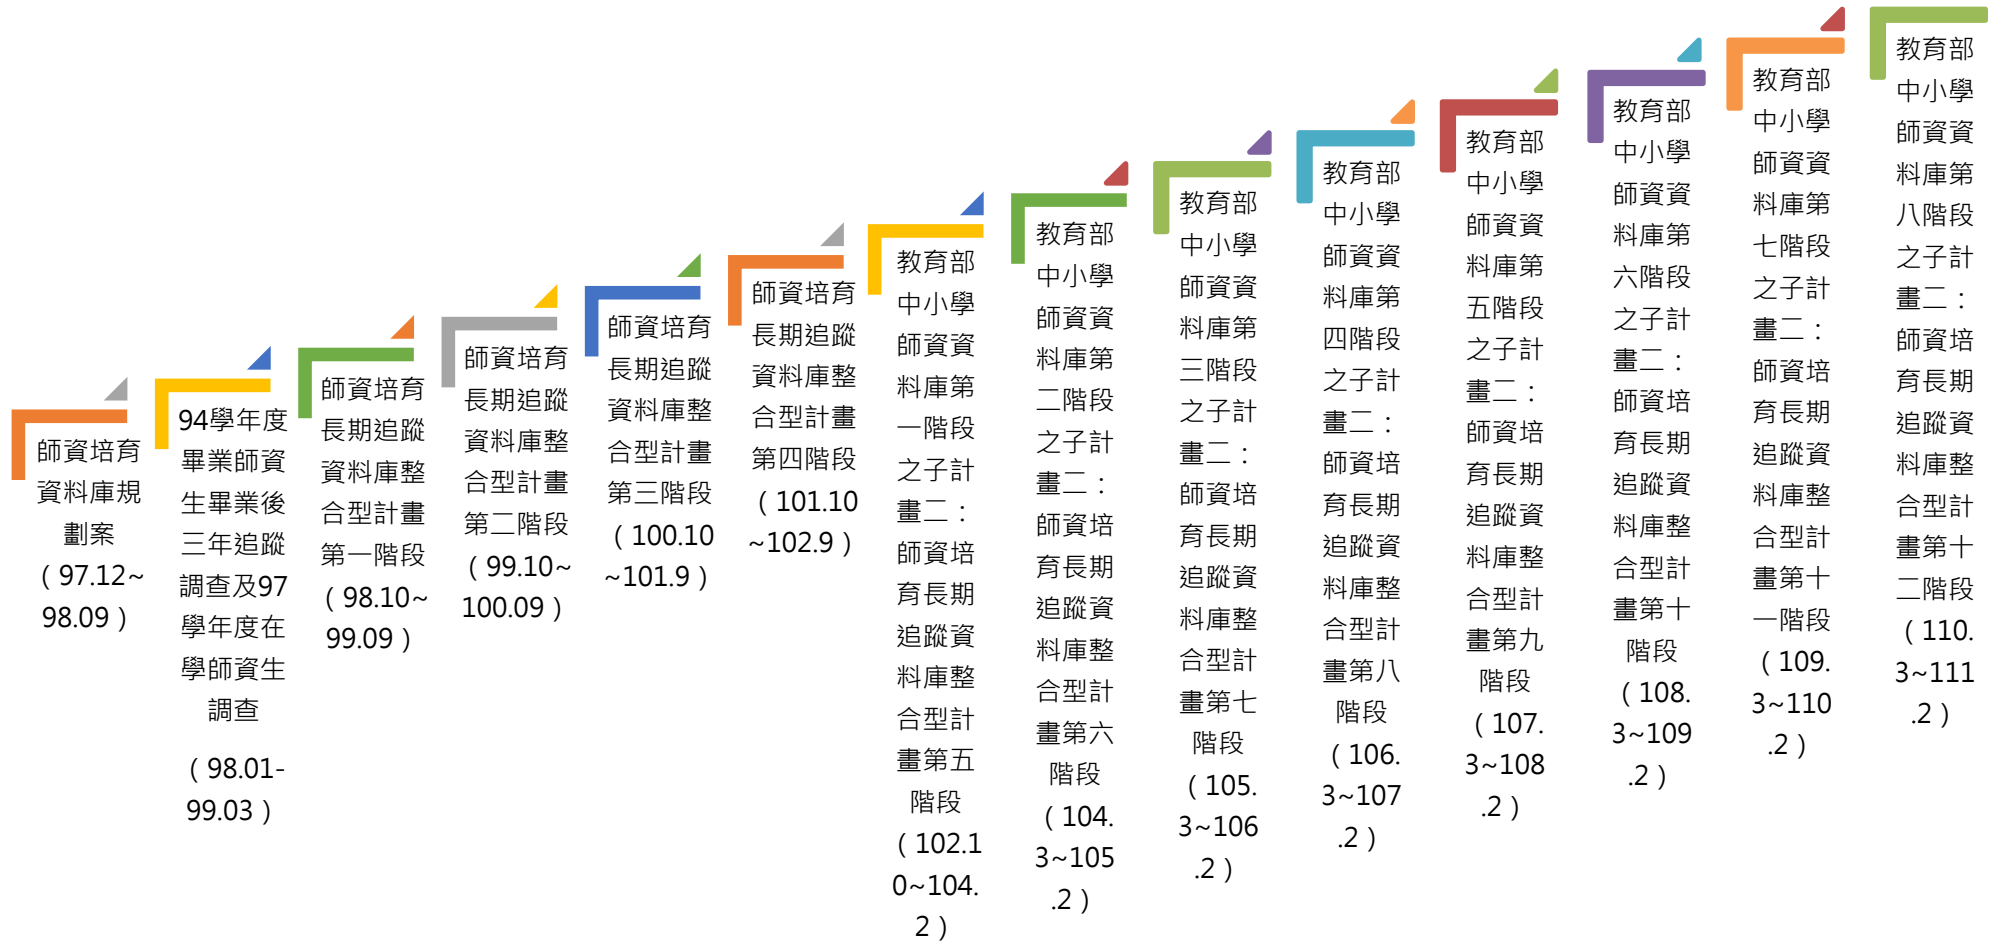 師資培育
資料庫規
劃案
（97.12~
98.09）
94學年度
畢業師資
生畢業後
三年追蹤
調查及97
學年度在
學師資生
調查
（98.01-
99.03）
師資培育
長期追蹤
資料庫整
合型計畫
第一階段
（98.10~
99.09）
師資培育
長期追蹤
資料庫整
合型計畫
第二階段
（99.10~
100.09）
師資培育
長期追蹤
資料庫整
合型計畫
第三階段
（100.10
~101.9）
師資培育
長期追蹤
資料庫整
合型計畫
第四階段
（101.10
~102.9）
教育部
中小學
師資資
料庫第
一階段
之子計
畫二：
師資培
育長期
追蹤資
料庫整
合型計
畫第五
階段
（102.1
0~104.
2）
教育部
中小學
師資資
料庫第
二階段
之子計
畫二：
師資培
育長期
追蹤資
料庫整
合型計
畫第六
階段
（104.
3~105
.2）
教育部
中小學
師資資
料庫第
三階段
之子計
畫二：
師資培
育長期
追蹤資
料庫整
合型計
畫第七
階段
（105.
3~106
.2）
教育部
中小學
師資資
料庫第
四階段
之子計
畫二：
師資培
育長期
追蹤資
料庫整
合型計
畫第八
階段
（106.
3~107
.2）
教育部
中小學
師資資
料庫第
五階段
之子計
畫二：
師資培
育長期
追蹤資
料庫整
合型計
畫第九
階段
（107.
3~108
.2）
教育部
中小學
師資資
料庫第
六階段
之子計
畫二：
師資培
育長期
追蹤資
料庫整
合型計
畫第十
階段
（108.
3~109
.2）
教育部
中小學
師資資
料庫第
七階段
之子計
畫二：
師資培
育長期
追蹤資
料庫整
合型計
畫第十
一階段
（109.
3~110
.2）
教育部
中小學
師資資
料庫第
八階段
之子計
畫二：
師資培
育長期
追蹤資
料庫整
合型計
畫第十
二階段
（110.
3~111
.2）